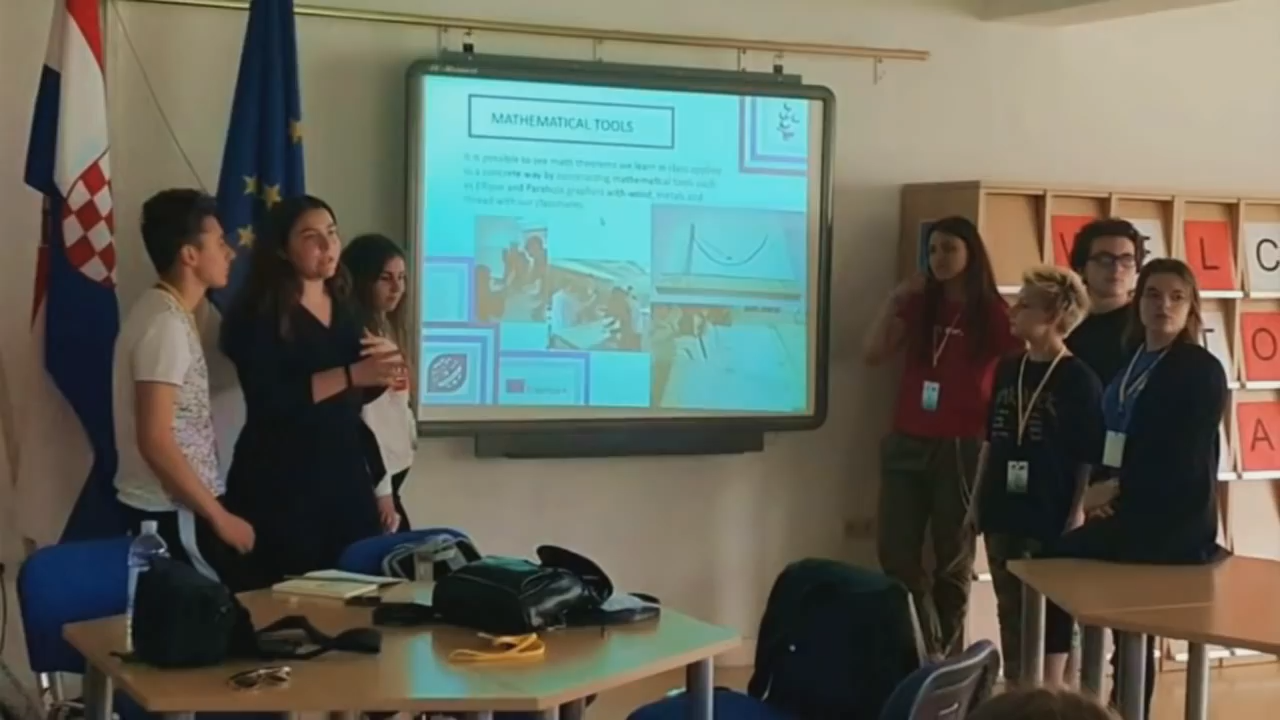 MATHEMATICAL TOOLS
It is possible to see math theorems we learn in class applied
in a concrete way by constructing mathematical tools such
as Ellipse and Parabola graphers with wood, metals and
thread with our classmates.
E L C
T O
A